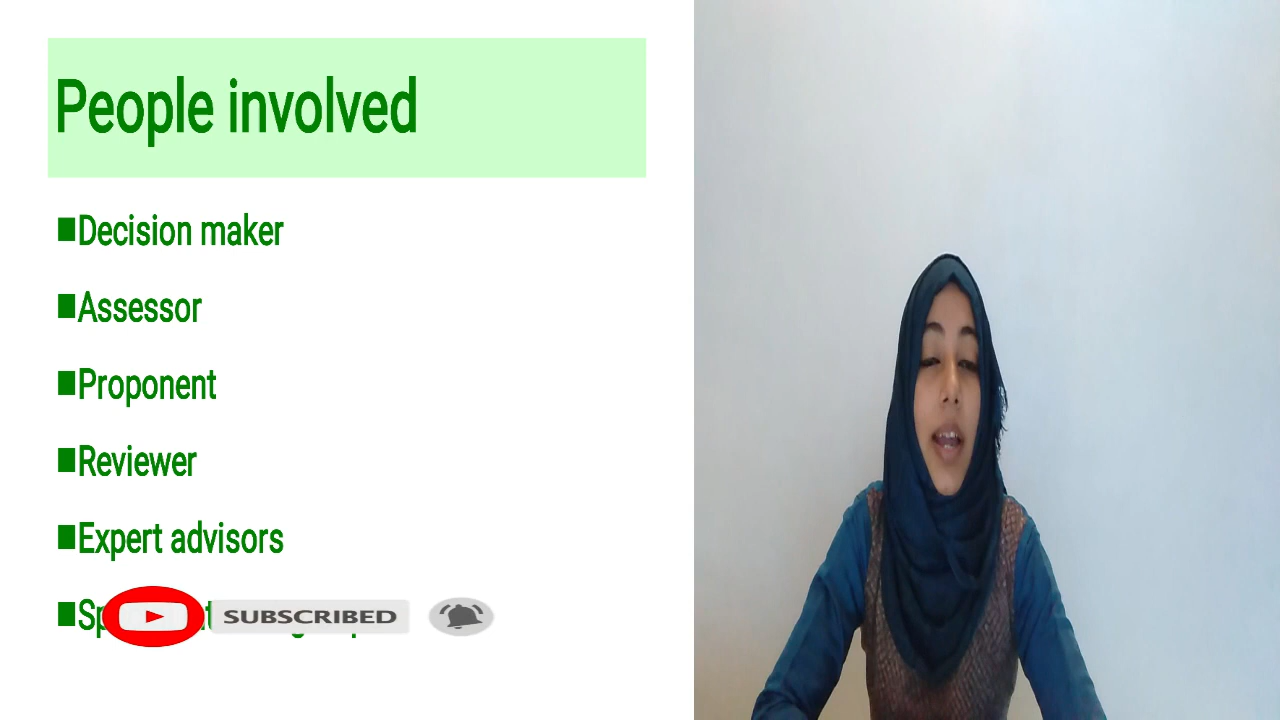 People involved
■Decision maker
■Assessor
■Proponent
■Reviewer
■Expert advisors
SUBSCRIBED